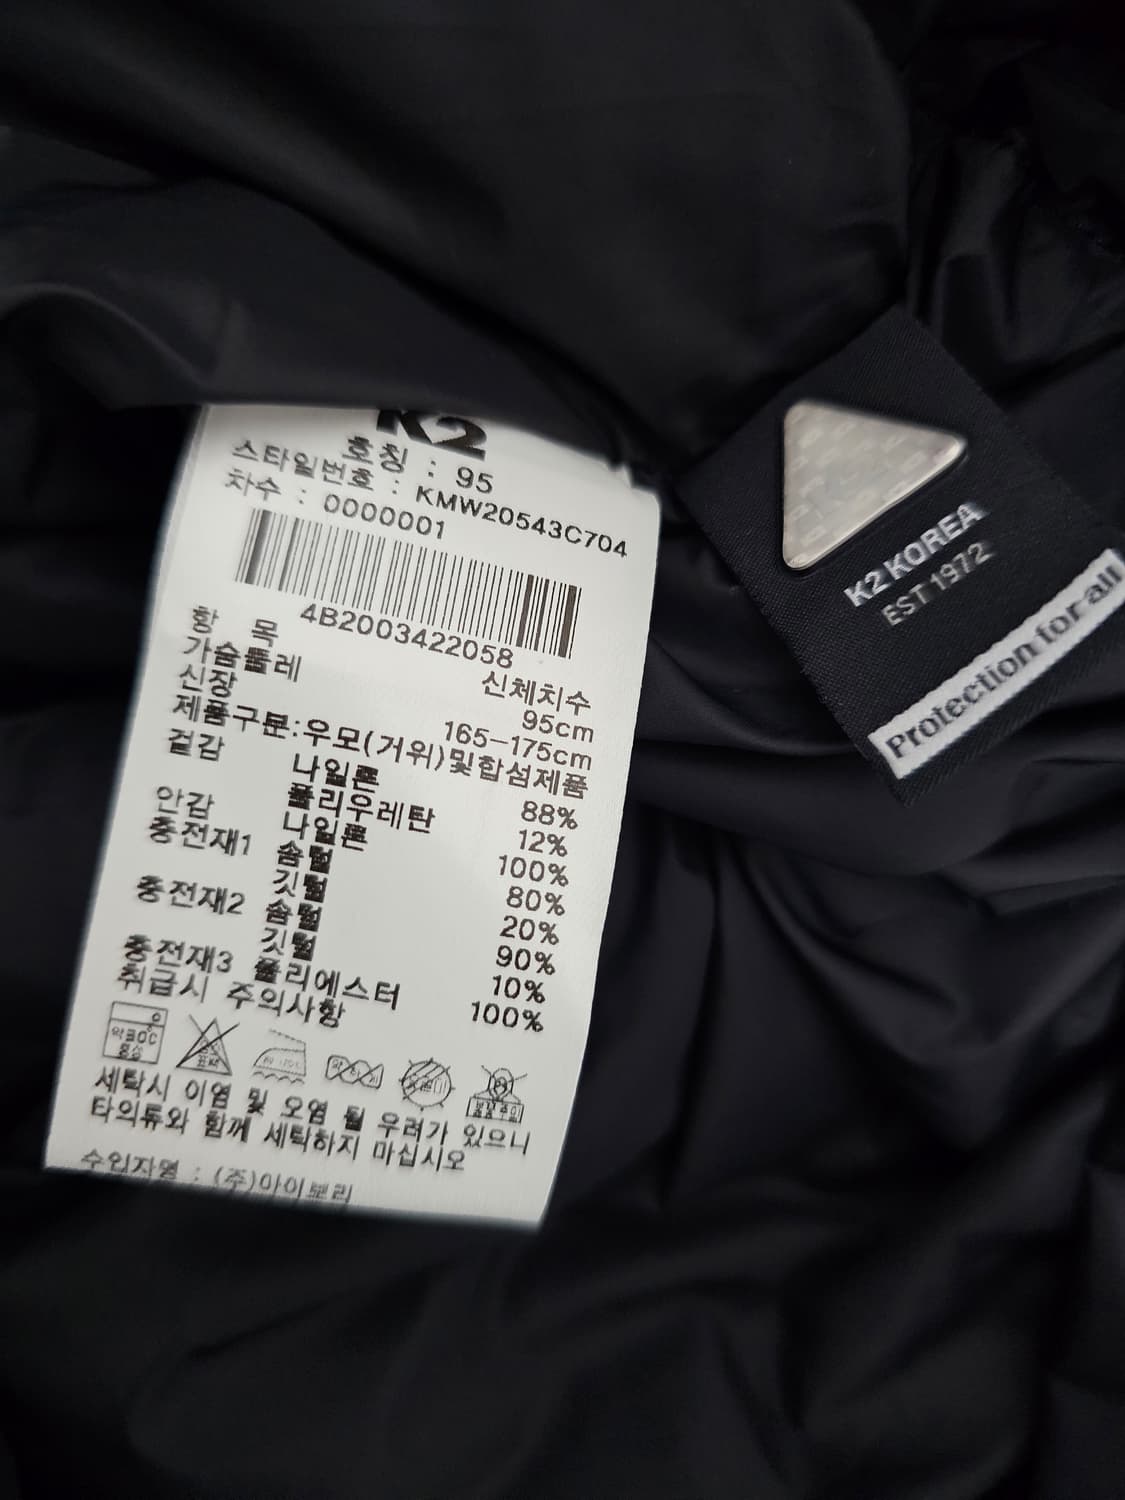 K2
호칭 : 95
스타일번호 : KMW20543C704
차수 : 0000001
4B2003422058
항 목 신체치수
가슴둘레 95cm
신장 165-175cm
제품구분:우모(거위)및합섬제품
겉감 나일론 88%
폴리우레탄 12%
안감 나일론 100%
충전재1 솜털 80%
깃털 20%
충전재2 솜털 90%
깃털 10%
충전재3 폴리에스터 100%
취급시 주의사항
세탁시 이염 및 오염 될 우려가 있으니
타의류와 함께 세탁하지 마십시오
수입자명 : (주)아이보리
K2 KOREA
EST 1972
Protection for all